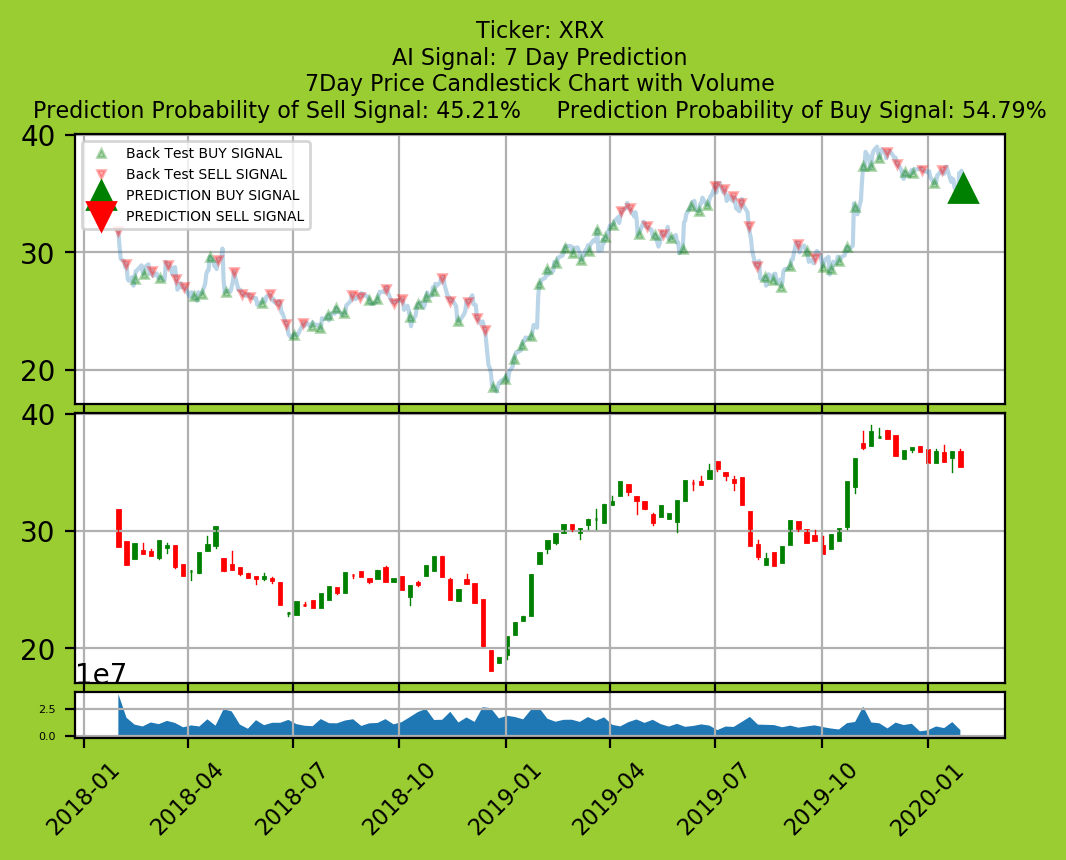 Ticker: XRX
AI Signal: 7 Day Prediction
7Day Price Candlestick Chart with Volume
Prediction Probability of Sell Signal: 45.21%     Prediction Probability of Buy Signal: 54.79%
40
30
20
Back Test BUY SIGNAL
Back Test SELL SIGNAL
PREDICTION BUY SIGNAL
PREDICTION SELL SIGNAL
40
30
20
1e7
2.5
0.0
2018-01
2018-04
2018-07
2018-10
2019-01
2019-04
2019-07
2019-10
2020-01